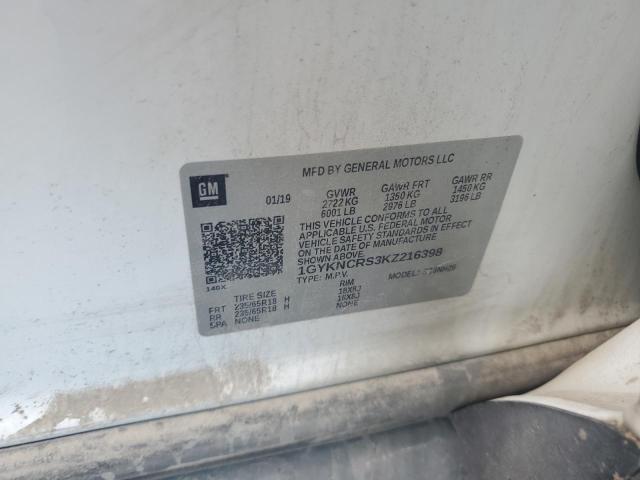 MFD BY GENERAL MOTORS LLC
GM
01/19 GVWR GAWR FRT GAWR RR
2722 KG 1350 KG 1450 KG
6001 LB 2976 LB 3196 LB
THIS VEHICLE CONFORMS TO ALL
APPLICABLE U.S. FEDERAL MOTOR
VEHICLE SAFETY STANDARDS IN EFFECT
ON THE DATE OF MANUFACTURE
SHOWN ABOVE.
1GYKNCRS3KZ216398
TYPE: M.P.V. MODEL:
146X
TIRE SIZE RIM
FRT 235/65R18 H 18X8J
RR 235/65R18 H 18X8J
SPA NONE NONE